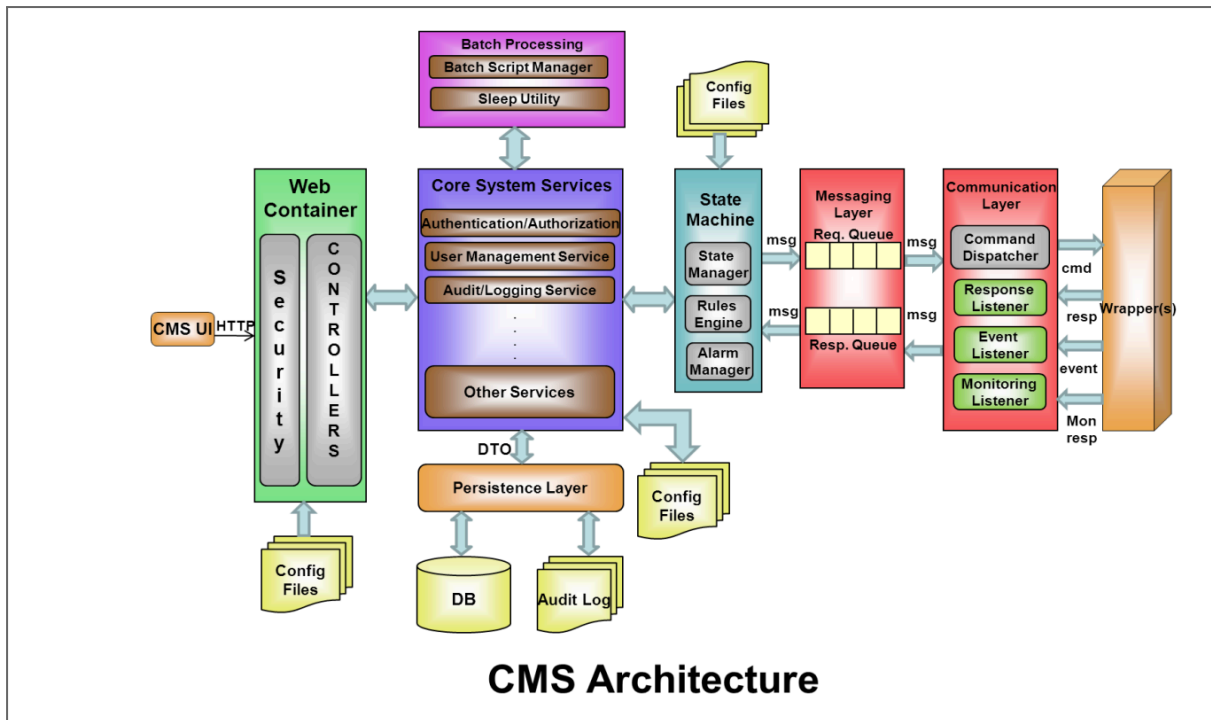 Batch Processing
Batch Script Manager
Sleep Utility
Config
Files
Web
Container
Security
CONTROLLERS
CMS UI
HTTP
Config
Files
Core System Services
Authentication/Authorization
User Management Service
Audit/Logging Service
.
.
.
.
Other Services
DTO
Persistence Layer
DB
Audit Log
Config
Files
State
Machine
State
Manager
Rules
Engine
Alarm
Manager
msg
msg
Messaging
Layer
Req. Queue
Resp. Queue
msg
msg
Communication
Layer
Command
Dispatcher
Response
Listener
Event
Listener
Monitoring
Listener
cmd
resp
event
Mon
resp
Wrapper(s)
CMS Architecture